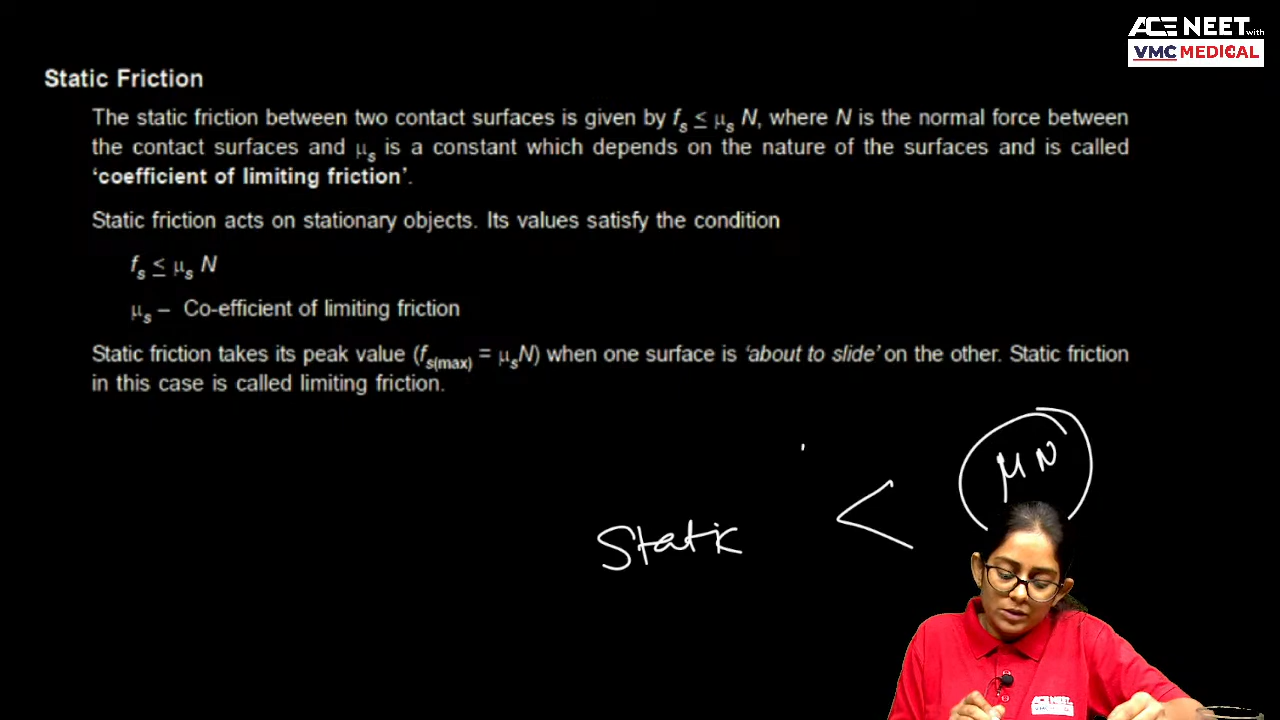 ACE NEET with
VMC MEDICAL
Static Friction
The static friction between two contact surfaces is given by fs ≤ μs N, where N is the normal force between
the contact surfaces and μs is a constant which depends on the nature of the surfaces and is called
‘coefficient of limiting friction’.
Static friction acts on stationary objects. Its values satisfy the condition
fs ≤ μs N
μs – Co-efficient of limiting friction
Static friction takes its peak value (fs(max) = μsN) when one surface is ‘about to slide’ on the other. Static friction
in this case is called limiting friction.
Static < μN
ACE NEET